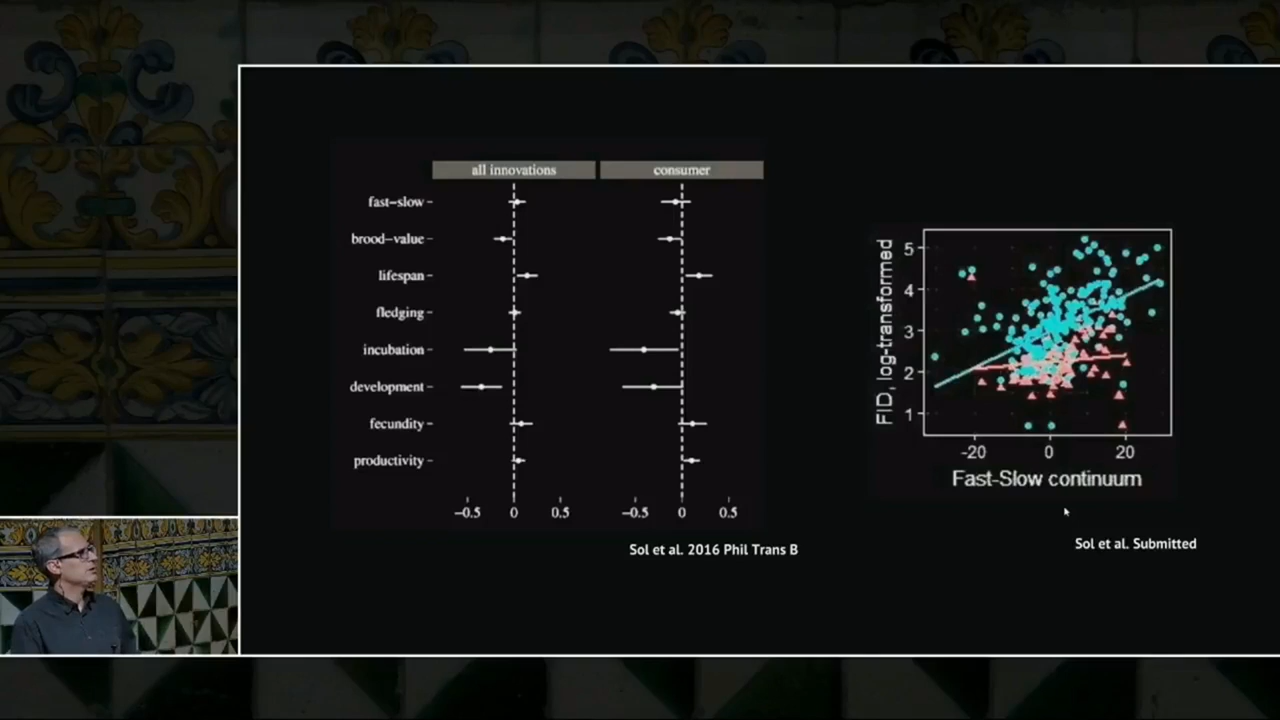 all innovations
consumer
fast–slow
brood–value
lifespan
fledging
incubation
development
fecundity
productivity
−0.5 0 0.5
−0.5 0 0.5
Sol et al. 2016 Phil Trans B
FID, log-transformed
5
4
3
2
1
-20 0 20
Fast-Slow continuum
Sol et al. Submitted